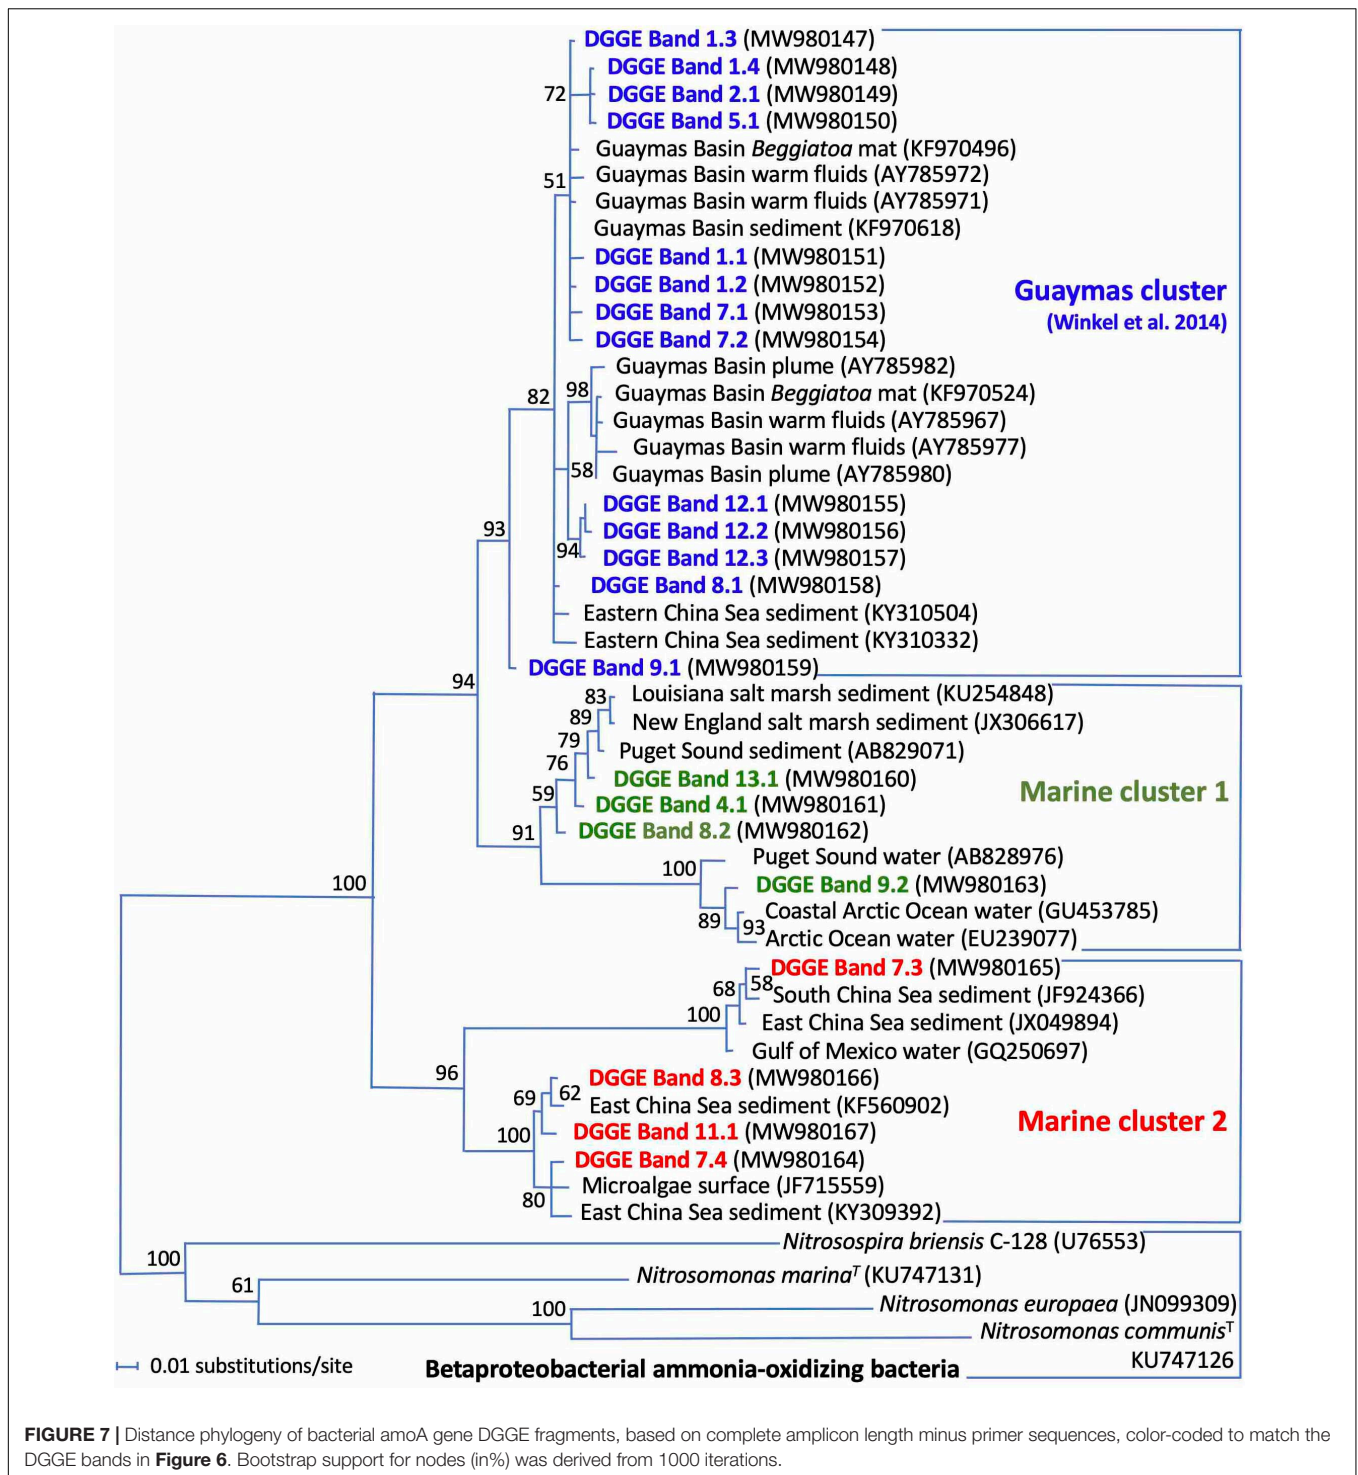 DGGE Band 1.3 (MW980147)
DGGE Band 1.4 (MW980148)
72
DGGE Band 2.1 (MW980149)
DGGE Band 5.1 (MW980150)
Guaymas Basin Beggiatoa mat (KF970496)
51
Guaymas Basin warm fluids (AY785972)
Guaymas Basin warm fluids (AY785971)
Guaymas Basin sediment (KF970618)
DGGE Band 1.1 (MW980151)
DGGE Band 1.2 (MW980152)
Guaymas cluster
(Winkel et al. 2014)
DGGE Band 7.1 (MW980153)
DGGE Band 7.2 (MW980154)
Guaymas Basin plume (AY785982)
82
98
Guaymas Basin Beggiatoa mat (KF970524)
Guaymas Basin warm fluids (AY785967)
Guaymas Basin warm fluids (AY785977)
58
Guaymas Basin plume (AY785980)
DGGE Band 12.1 (MW980155)
93
DGGE Band 12.2 (MW980156)
94
DGGE Band 12.3 (MW980157)
DGGE Band 8.1 (MW980158)
Eastern China Sea sediment (KY310504)
Eastern China Sea sediment (KY310332)
DGGE Band 9.1 (MW980159)
94
83
Louisiana salt marsh sediment (KU254848)
89
New England salt marsh sediment (JX306617)
79
Puget Sound sediment (AB829071)
76
DGGE Band 13.1 (MW980160)
Marine cluster 1
59
DGGE Band 4.1 (MW980161)
91
DGGE Band 8.2 (MW980162)
Puget Sound water (AB828976)
100
100
DGGE Band 9.2 (MW980163)
89
Coastal Arctic Ocean water (GU453785)
93
Arctic Ocean water (EU239077)
DGGE Band 7.3 (MW980165)
68
58
South China Sea sediment (JF924366)
100
East China Sea sediment (JX049894)
Gulf of Mexico water (GQ250697)
96
DGGE Band 8.3 (MW980166)
69
62
East China Sea sediment (KF560902)
Marine cluster 2
100
DGGE Band 11.1 (MW980167)
DGGE Band 7.4 (MW980164)
Microalgae surface (JF715559)
80
East China Sea sediment (KY309392)
Nitrosospira briensis C-128 (U76553)
100
Nitrosomonas marinaT (KU747131)
61
100
Nitrosomonas europaea (JN099309)
Nitrosomonas communisT
KU747126
0.01 substitutions/site
Betaproteobacterial ammonia-oxidizing bacteria
FIGURE 7 | Distance phylogeny of bacterial amoA gene DGGE fragments, based on complete amplicon length minus primer sequences, color-coded to match the
DGGE bands in Figure 6. Bootstrap support for nodes (in%) was derived from 1000 iterations.